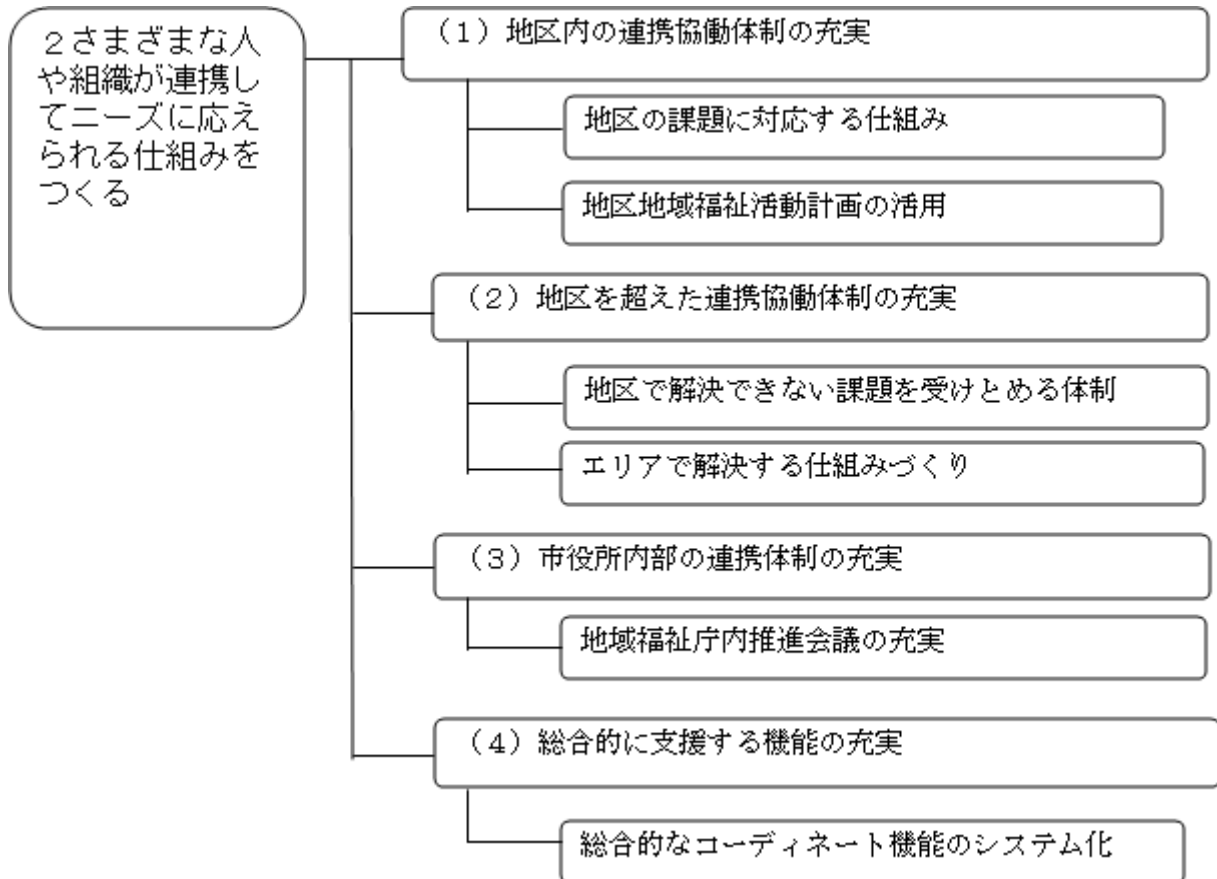 ２さまざまな人
や組織が連携し
てニーズに応え
られる仕組みを
つくる
（１）地区内の連携協働体制の充実
地区の課題に対応する仕組み
地区地域福祉活動計画の活用
（２）地区を超えた連携協働体制の充実
地区で解決できない課題を受けとめる体制
エリアで解決する仕組みづくり
（３）市役所内部の連携体制の充実
地域福祉庁内推進会議の充実
（４）総合的に支援する機能の充実
総合的なコーディネート機能のシステム化